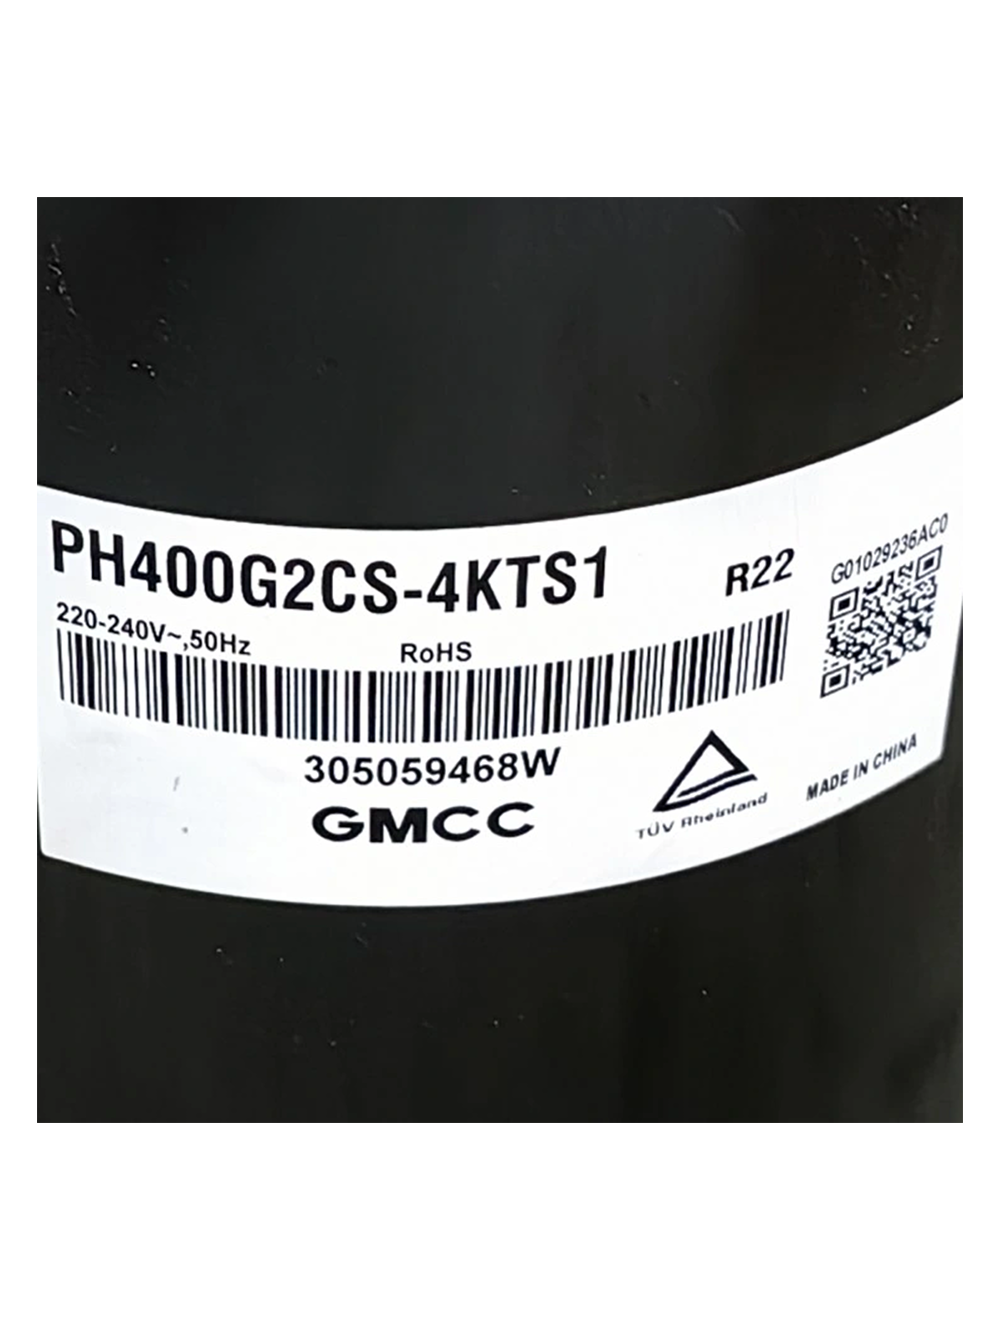 PH400G2CS-4KTS1
R22
G01029236AC0
220-240V~,50Hz
RoHS
305059468W
GMCC
TÜV Rheinland
MADE IN CHINA